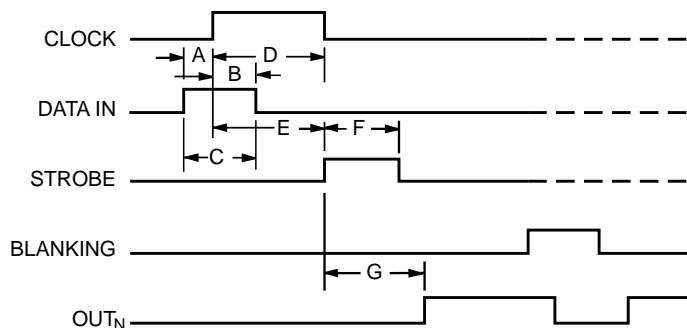 CLOCK
A D
B
DATA IN
E F
C
STROBE
BLANKING
G
OUTN